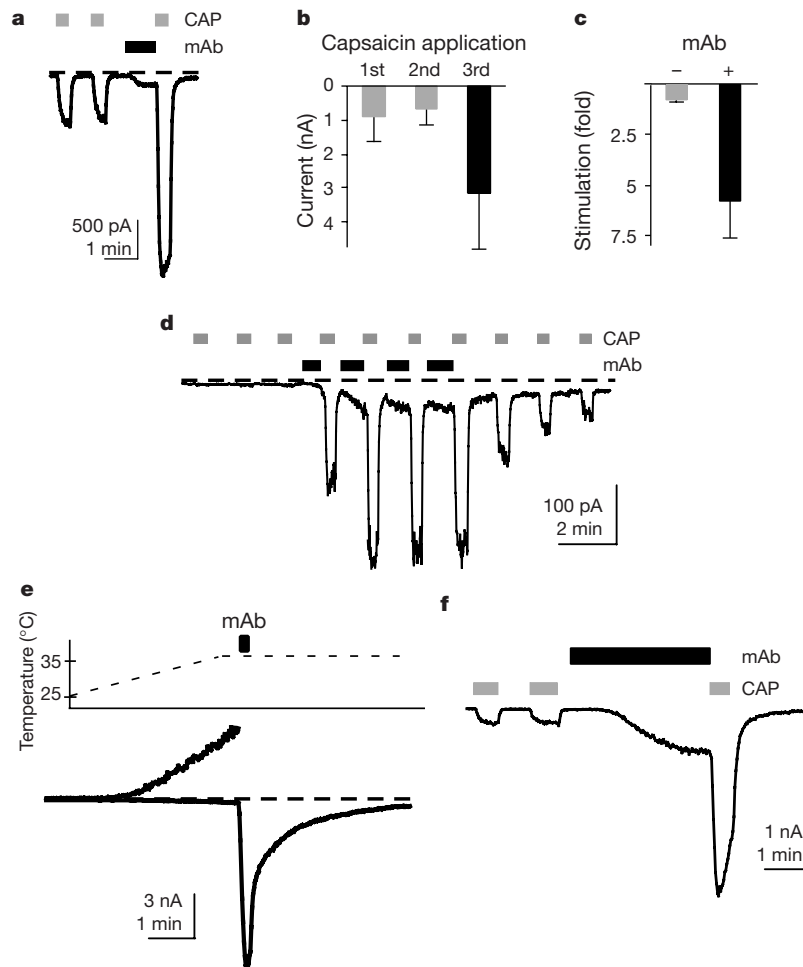 a
CAP
mAb
500 pA
1 min
b
Capsaicin application
1st 2nd 3rd
0
1
2
3
4
Current (nA)
c
mAb
– +
2.5
5
7.5
Stimulation (fold)
d
CAP
mAb
100 pA
2 min
e
mAb
Temperature (°C)
35
25
3 nA
1 min
f
mAb
CAP
1 nA
1 min